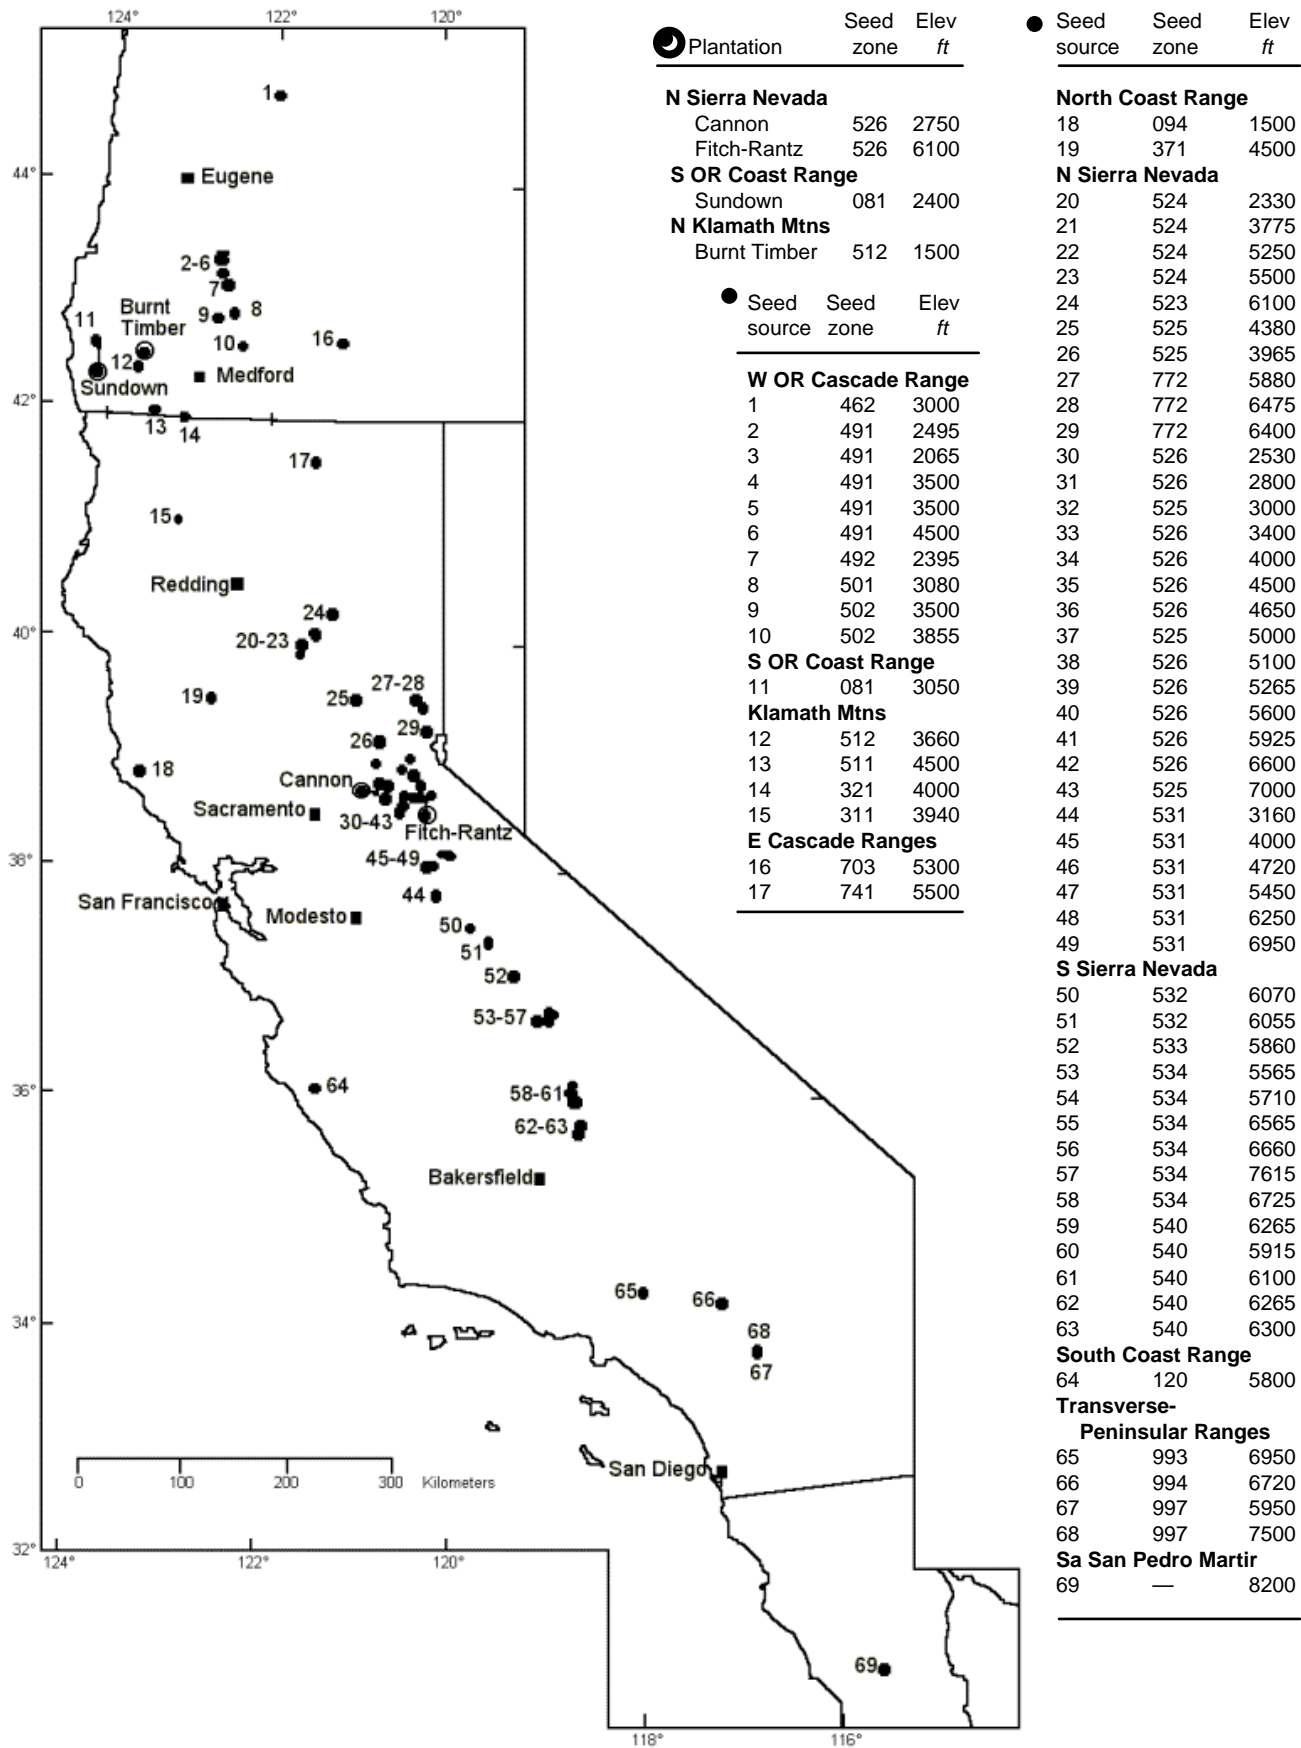 124° 122° 120°
1
44°
Eugene
2-6
7
Burnt
Timber
8
9
11
10
16
12
Medford
Sundown
42°
13 14
17
15
Redding
24
40°
20-23
27-28
19
25
29
26
18
Cannon
Sacramento
30-43
Fitch-Rantz
38°
45-49
44
San Francisco
Modesto
50
51
52
53-57
36°
64
58-61
62-63
Bakersfield
65
66
34°
68
67
San Diego
0 100 200 300 Kilometers
32°
124° 122° 120°
69
118° 116°
Seed Elev
Plantation zone ft
N Sierra Nevada
Cannon 526 2750
Fitch-Rantz 526 6100
S OR Coast Range
Sundown 081 2400
N Klamath Mtns
Burnt Timber 512 1500
Seed Seed Elev
source zone ft
W OR Cascade Range
1 462 3000
2 491 2495
3 491 2065
4 491 3500
5 491 3500
6 491 4500
7 492 2395
8 501 3080
9 502 3500
10 502 3855
S OR Coast Range
11 081 3050
Klamath Mtns
12 512 3660
13 511 4500
14 321 4000
15 311 3940
E Cascade Ranges
16 703 5300
17 741 5500
Seed Seed Elev
source zone ft
North Coast Range
18 094 1500
19 371 4500
N Sierra Nevada
20 524 2330
21 524 3775
22 524 5250
23 524 5500
24 523 6100
25 525 4380
26 525 3965
27 772 5880
28 772 6475
29 772 6400
30 526 2530
31 526 2800
32 525 3000
33 526 3400
34 526 4000
35 526 4500
36 526 4650
37 525 5000
38 526 5100
39 526 5265
40 526 5600
41 526 5925
42 526 6600
43 525 7000
44 531 3160
45 531 4000
46 531 4720
47 531 5450
48 531 6250
49 531 6950
S Sierra Nevada
50 532 6070
51 532 6055
52 533 5860
53 534 5565
54 534 5710
55 534 6565
56 534 6660
57 534 7615
58 534 6725
59 540 6265
60 540 5915
61 540 6100
62 540 6265
63 540 6300
South Coast Range
64 120 5800
Transverse-
Peninsular Ranges
65 993 6950
66 994 6720
67 997 5950
68 997 7500
Sa San Pedro Martir
69 — 8200